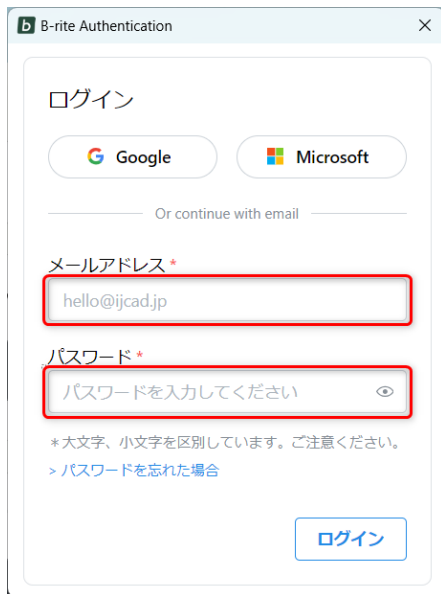 B-rite Authentication
ログイン
Google
Microsoft
Or continue with email
メールアドレス *
hello@ijcad.jp
パスワード *
パスワードを入力してください
*大文字、小文字を区別しています。ご注意ください。
> パスワードを忘れた場合
ログイン